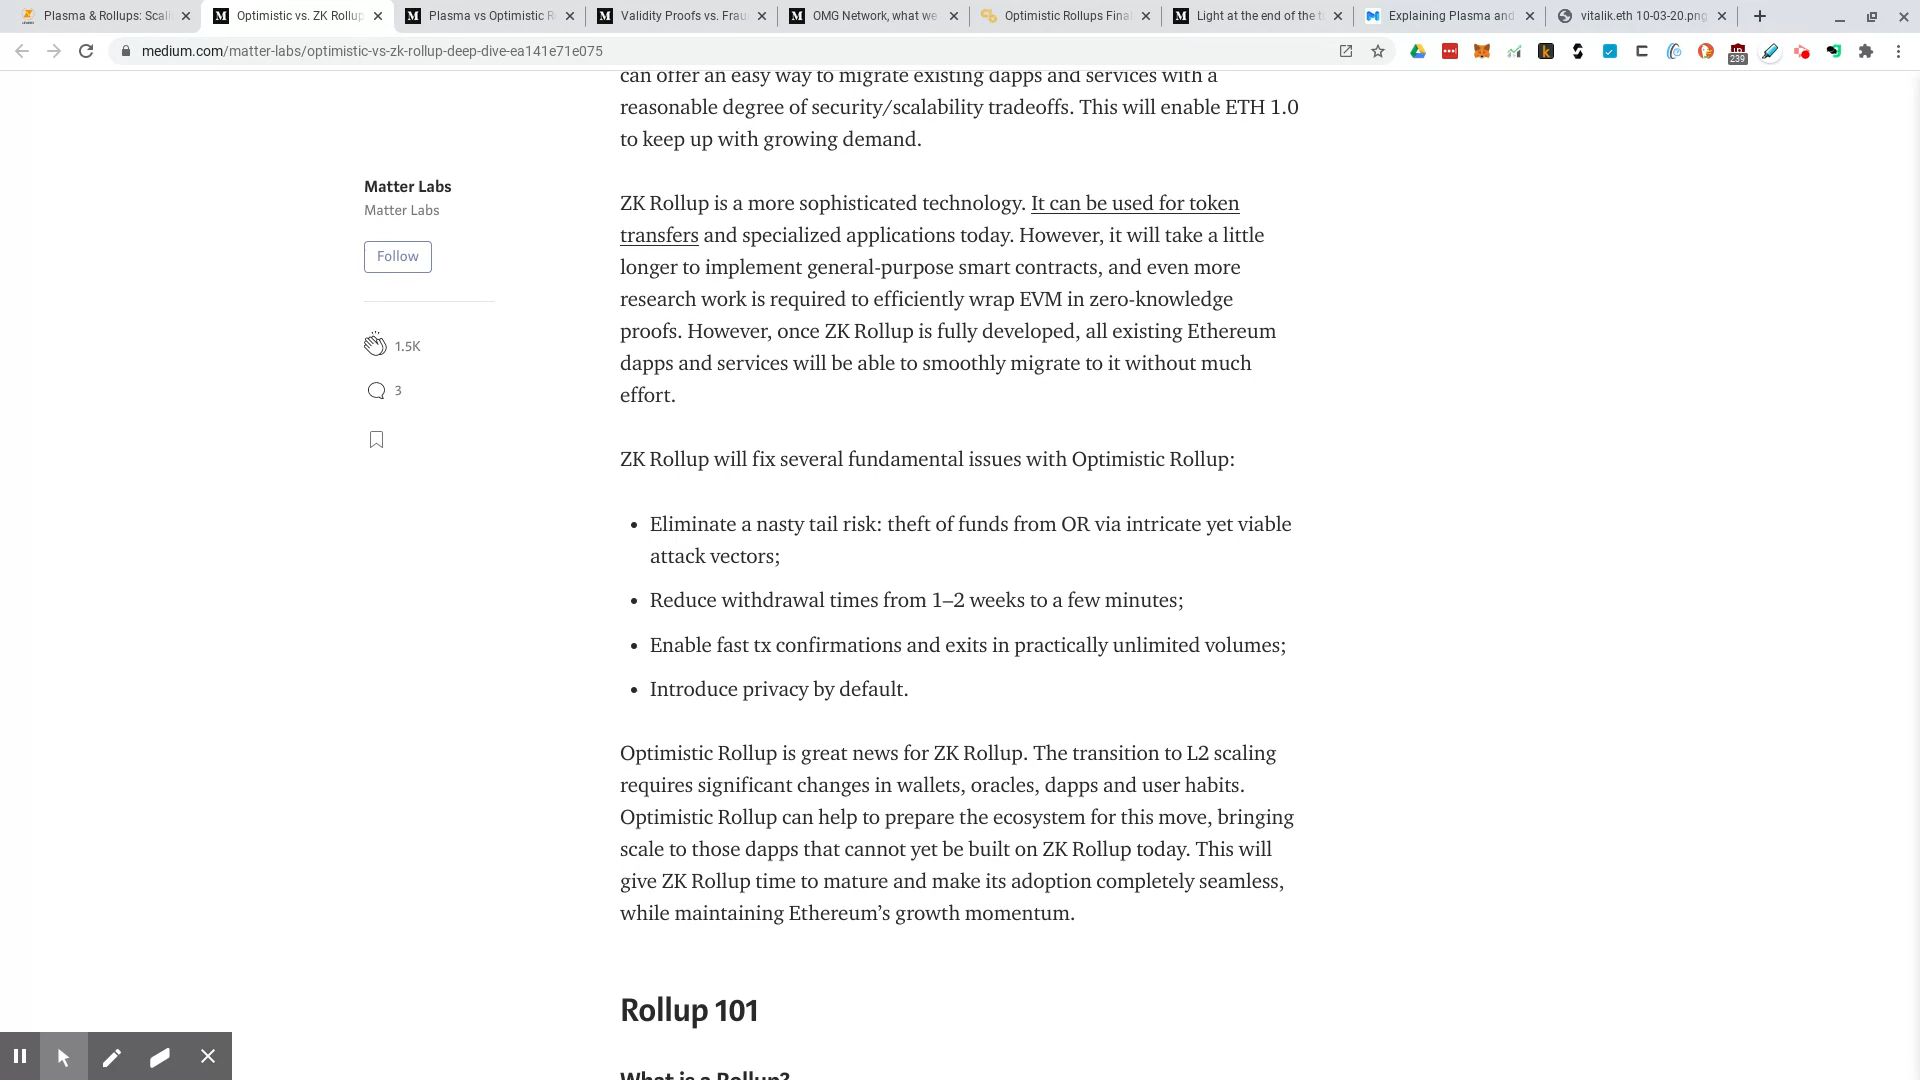 Plasma & Rollups: Scali
Optimistic vs. ZK Rollup
Plasma vs Optimistic R
Validity Proofs vs. Frau
OMG Network, what we
Optimistic Rollups Final
Light at the end of the t
Explaining Plasma and
vitalik.eth 10-03-20.png
medium.com/matter-labs/optimistic-vs-zk-rollup-deep-dive-ea141e71e075
239
can offer an easy way to migrate existing dapps and services with a
reasonable degree of security/scalability tradeoffs. This will enable ETH 1.0
to keep up with growing demand.
Matter Labs
Matter Labs
Follow
1.5K
3
ZK Rollup is a more sophisticated technology. It can be used for token
transfers and specialized applications today. However, it will take a little
longer to implement general-purpose smart contracts, and even more
research work is required to efficiently wrap EVM in zero-knowledge
proofs. However, once ZK Rollup is fully developed, all existing Ethereum
dapps and services will be able to smoothly migrate to it without much
effort.
ZK Rollup will fix several fundamental issues with Optimistic Rollup:
• Eliminate a nasty tail risk: theft of funds from OR via intricate yet viable
attack vectors;
• Reduce withdrawal times from 1–2 weeks to a few minutes;
• Enable fast tx confirmations and exits in practically unlimited volumes;
• Introduce privacy by default.
Optimistic Rollup is great news for ZK Rollup. The transition to L2 scaling
requires significant changes in wallets, oracles, dapps and user habits.
Optimistic Rollup can help to prepare the ecosystem for this move, bringing
scale to those dapps that cannot yet be built on ZK Rollup today. This will
give ZK Rollup time to mature and make its adoption completely seamless,
while maintaining Ethereum’s growth momentum.
Rollup 101
What is a Rollup?